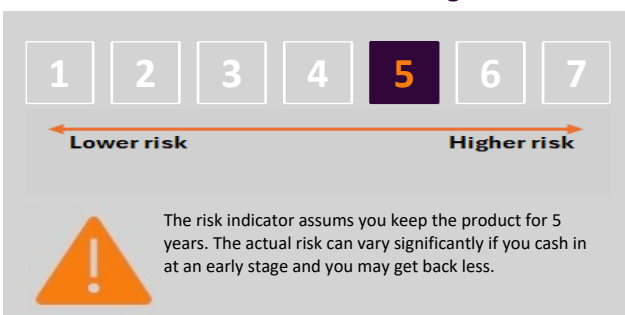 1 2 3 4 5 6 7
Lower risk Higher risk
The risk indicator assums you keep the product for 5
years. The actual risk can vary significantly if you cash in
at an early stage and you may get back less.